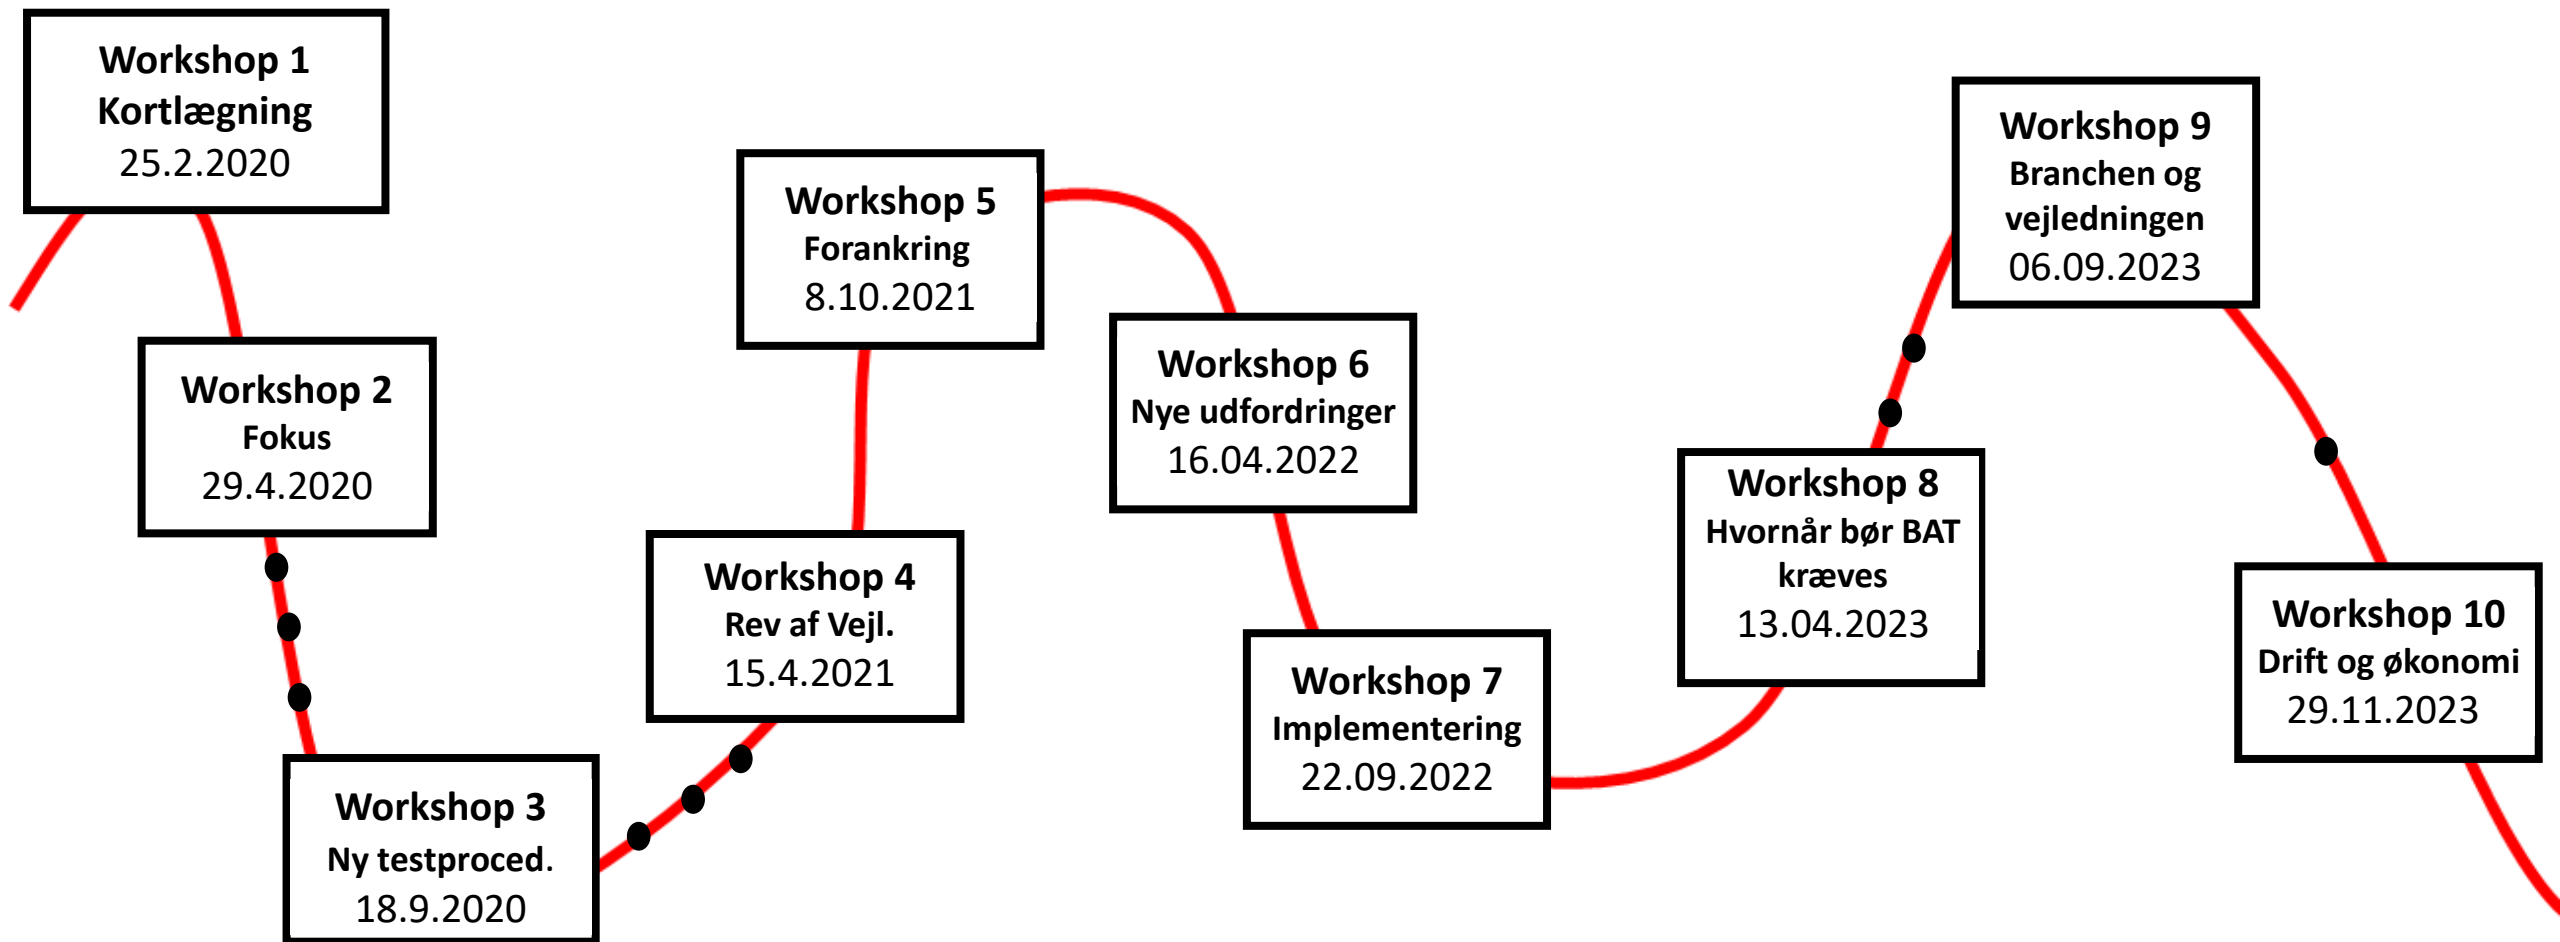 Workshop 1
Kortlægning
25.2.2020
Workshop 2
Fokus
29.4.2020
Workshop 3
Ny testproced.
18.9.2020
Workshop 4
Rev af Vejl.
15.4.2021
Workshop 5
Forankring
8.10.2021
Workshop 6
Nye udfordringer
16.04.2022
Workshop 7
Implementering
22.09.2022
Workshop 8
Hvornår bør BAT
kræves
13.04.2023
Workshop 9
Branchen og
vejledningen
06.09.2023
Workshop 10
Drift og økonomi
29.11.2023